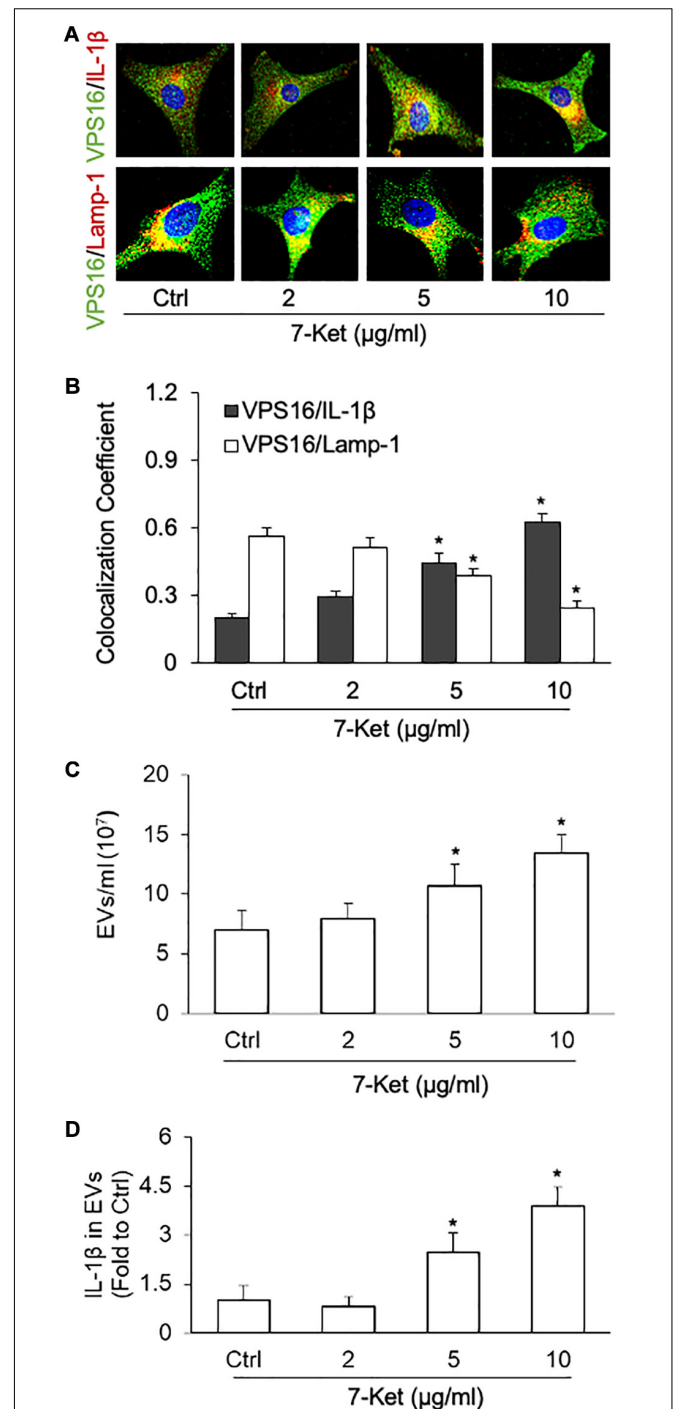 A
VPS16/IL-1β
VPS16/Lamp-1
Ctrl 2 5 10
7-Ket (µg/ml)
B
Colocalization Coefficient
1.2
0.9
0.6
0.3
0
VPS16/IL-1β
VPS16/Lamp-1
* * * *
Ctrl 2 5 10
7-Ket (µg/ml)
C
EVs/ml (10⁷)
20
15
10
5
0
* *
Ctrl 2 5 10
7-Ket (µg/ml)
D
IL-1β in EVs
(Fold to Ctrl)
6
4.5
3
1.5
0
* *
Ctrl 2 5 10
7-Ket (µg/ml)